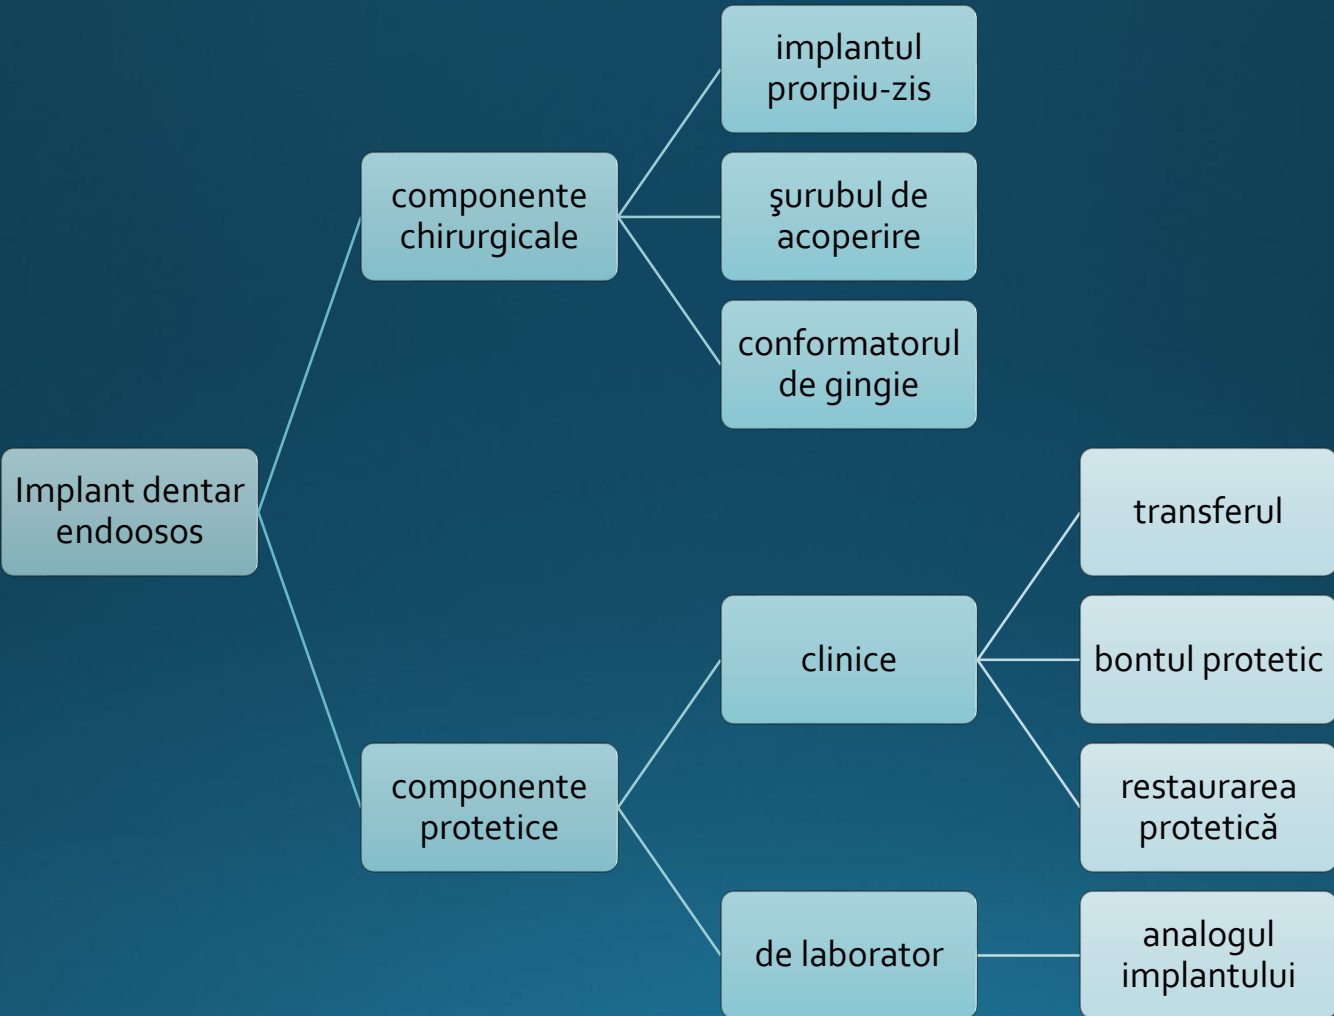 Implant dentar
endoosos
componente
chirurgicale
implantul
prorpiu-zis
şurubul de
acoperire
conformatorul
de gingie
componente
protetice
clinice
transferul
bontul protetic
restaurarea
protetică
de laborator
analogul
implantului